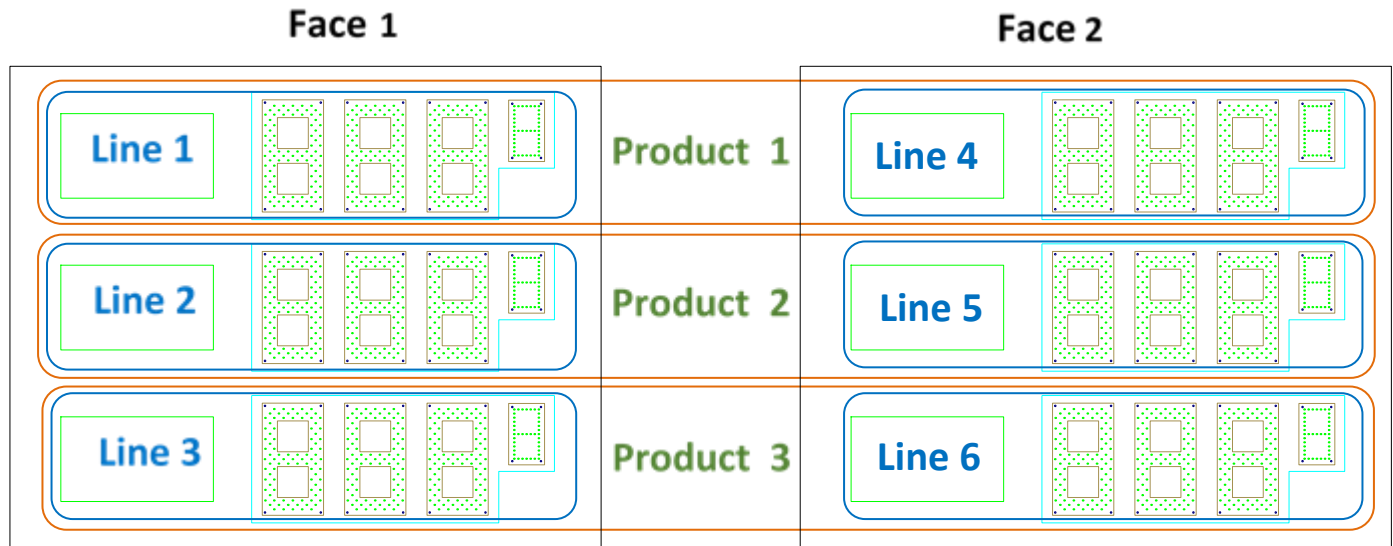 Face 1
Face 2
Line 1
Product 1
Line 4
Line 2
Product 2
Line 5
Line 3
Product 3
Line 6